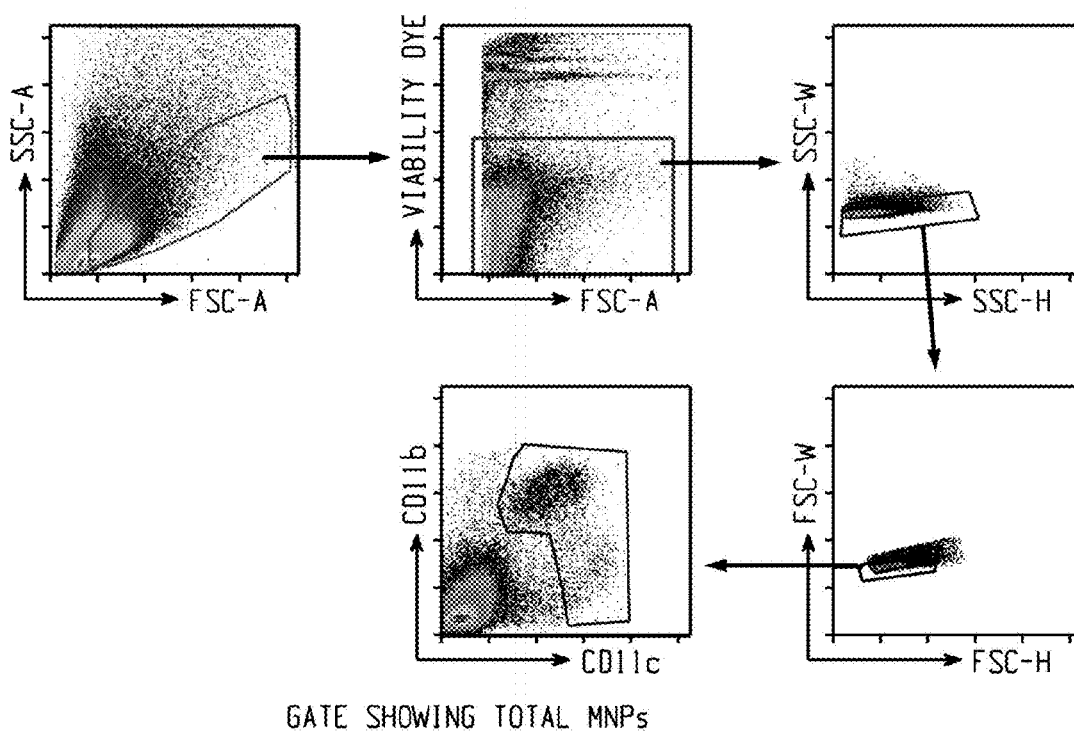 SSC-A
FSC-A
VIABILITY DYE
FSC-A
SSC-W
SSC-H
CD11b
CD11c
FSC-W
FSC-H
GATE SHOWING TOTAL MNPs